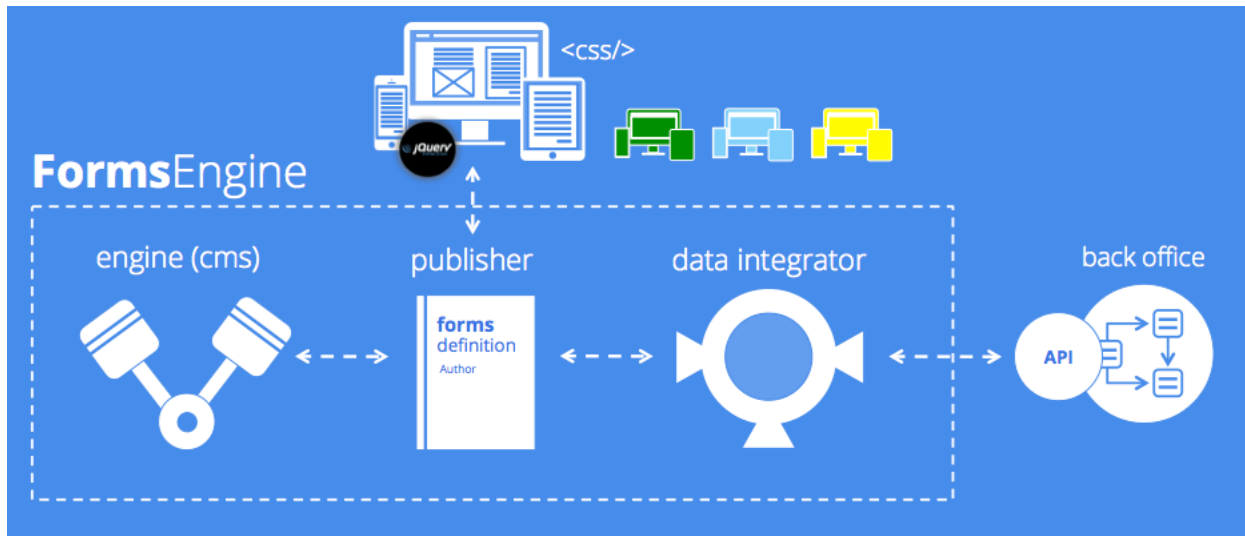 <css/>
jQuery
FormsEngine
engine (cms)
publisher
data integrator
back office
forms
definition
Author
API